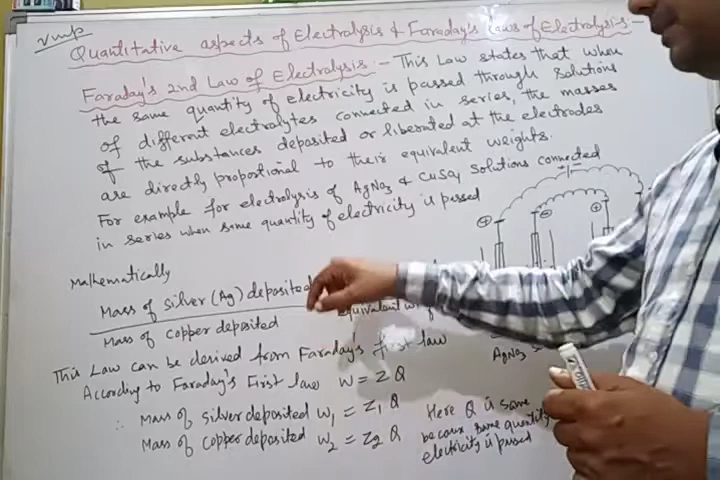 vmp
Quantitative aspects of Electrolysis & Faraday's Laws of Electrolysis:-
Faraday's 2nd Law of Electrolysis:- This Law states that when
the same quantity of electricity is passed through solutions
of different electrolytes connected in series, the masses
of the substances deposited or liberated at the electrodes
are directly proportional to their equivalent weights.
For example for electrolysis of AgNO3 & CuSO4 Solutions connected
in series when same quantity of electricity is passed
Mathematically
Mass of silver (Ag) deposited
Mass of copper deposited
equivalent wt of
This Law can be derived from Faraday's first law
According to Faraday's First law W = ZQ
∴ Mass of silver deposited W1 = Z1 Q
Mass of copper deposited W2 = Z2 Q
Here Q is same
because same quantity
electricity is passed
+
+
+
AgNO3